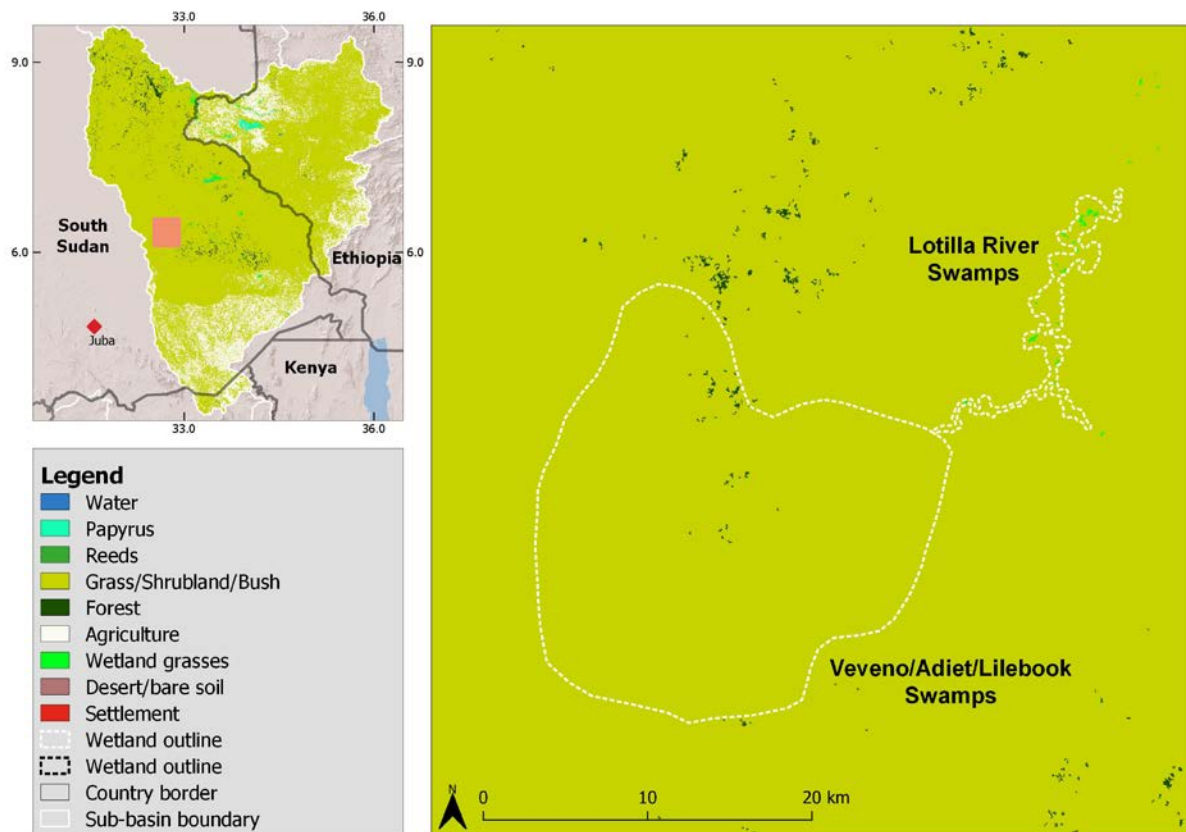 33.0
36.0
9.0
9.0
South
Sudan
6.0
6.0
Ethiopia
Juba
Kenya
33.0
36.0
Legend
Water
Papyrus
Reeds
Grass/Shrubland/Bush
Forest
Agriculture
Wetland grasses
Desert/bare soil
Settlement
Wetland outline
Wetland outline
Country border
Sub-basin boundary
Lotilla River
Swamps
Veveno/Adiet/Lilebook
Swamps
N
0
10
20 km